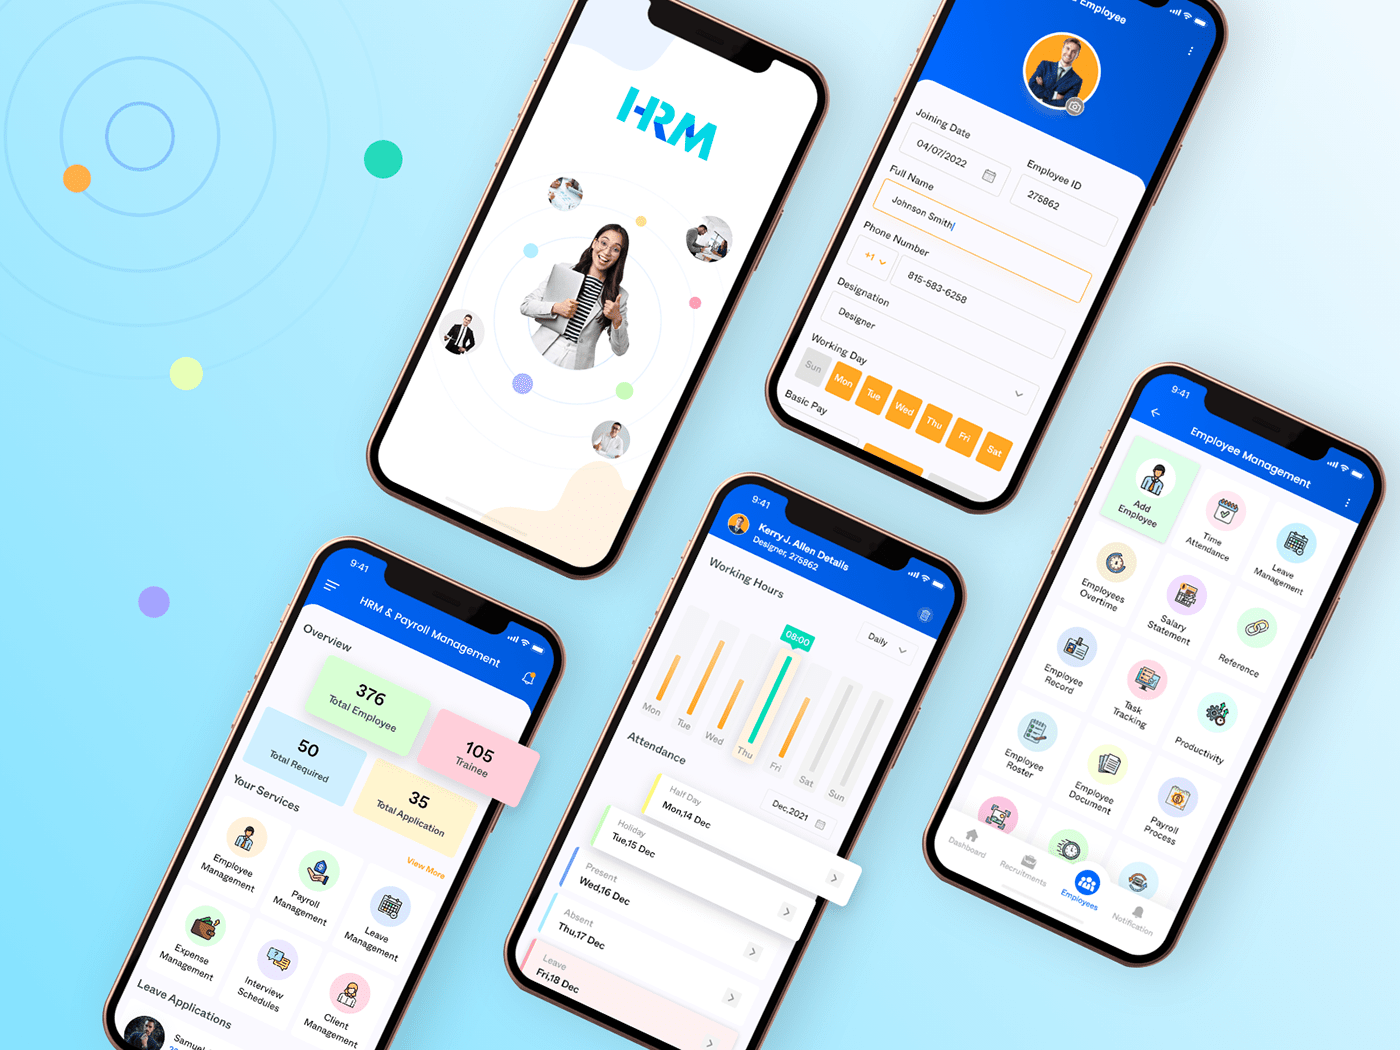 HRM
Employee
Joining Date
04/07/2022
Employee ID
275862
Full Name
Johnson Smith
Phone Number
+1
815-583-6258
Designation
Designer
Working Day
Sun Mon Tue Wed Thu Fri Sat
Basic Pay
9:41
Employee Management
Add
Employee
Time
Attendance
Leave
Management
Employees
Overtime
Salary
Statement
Reference
Employee
Record
Task
Tracking
Productivity
Employee
Roster
Employee
Document
Payroll
Process
Dashboard
Recruitments
Employees
Notification
9:41
Kerry J. Allen Details
Designer, 275862
Working Hours
Daily
08:00
Mon Tue Wed Thu Fri Sat Sun
Attendance
Dec,2021
Half Day
Mon,14 Dec
Holiday
Tue,15 Dec
Present
Wed,16 Dec
Absent
Thu,17 Dec
Leave
Fri,18 Dec
9:41
HRM & Payroll Management
Overview
376
Total Employee
105
Trainee
50
Total Required
35
Total Application
Your Services
View More
Employee
Management
Payroll
Management
Leave
Management
Expense
Management
Interview
Schedules
Client
Management
Leave Applications
Samuel